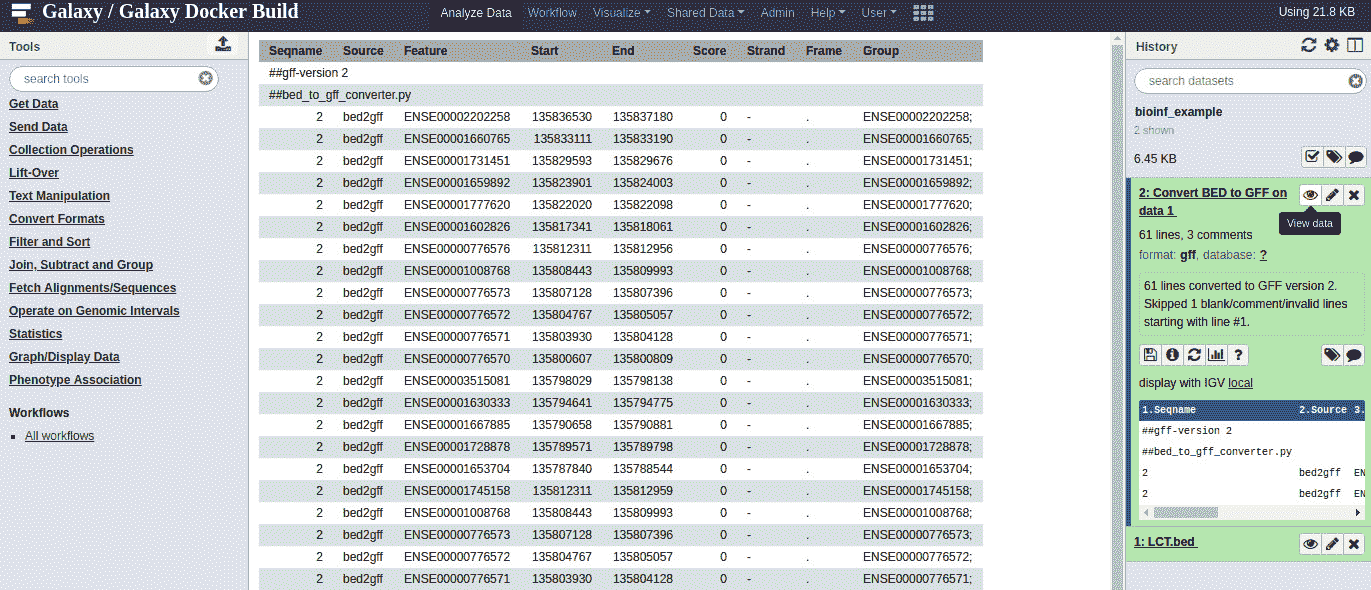 Galaxy / Galaxy Docker Build
Analyze Data Workflow Visualize Shared Data Admin Help User
Using 21.8 KB
Tools
search tools
Get Data
Send Data
Collection Operations
Lift-Over
Text Manipulation
Convert Formats
Filter and Sort
Join, Subtract and Group
Fetch Alignments/Sequences
Operate on Genomic Intervals
Statistics
Graph/Display Data
Phenotype Association
Workflows
All workflows
Seqname Source Feature Start End Score Strand Frame Group
##gff-version 2
##bed_to_gff_converter.py
2 bed2gff ENSE00002202258 135836530 135837180 0 - . ENSE00002202258;
2 bed2gff ENSE00001660765 135833111 135833190 0 - . ENSE00001660765;
2 bed2gff ENSE00001731451 135829593 135829676 0 - . ENSE00001731451;
2 bed2gff ENSE00001659892 135823901 135824003 0 - . ENSE00001659892;
2 bed2gff ENSE00001777620 135822020 135822098 0 - . ENSE00001777620;
2 bed2gff ENSE00001602826 135817341 135818061 0 - . ENSE00001602826;
2 bed2gff ENSE00000776576 135812311 135812956 0 - . ENSE00000776576;
2 bed2gff ENSE00001008768 135808443 135809993 0 - . ENSE00001008768;
2 bed2gff ENSE00000776573 135807128 135807396 0 - . ENSE00000776573;
2 bed2gff ENSE00000776572 135804767 135805057 0 - . ENSE00000776572;
2 bed2gff ENSE00000776571 135803930 135804128 0 - . ENSE00000776571;
2 bed2gff ENSE00000776570 135800607 135800809 0 - . ENSE00000776570;
2 bed2gff ENSE00003515081 135798029 135798138 0 - . ENSE00003515081;
2 bed2gff ENSE00001630333 135794641 135794775 0 - . ENSE00001630333;
2 bed2gff ENSE00001667885 135790658 135790881 0 - . ENSE00001667885;
2 bed2gff ENSE00001728878 135789571 135789798 0 - . ENSE00001728878;
2 bed2gff ENSE00001653704 135787840 135788544 0 - . ENSE00001653704;
2 bed2gff ENSE00001745158 135812311 135812959 0 - . ENSE00001745158;
2 bed2gff ENSE00001008768 135808443 135809993 0 - . ENSE00001008768;
2 bed2gff ENSE00000776573 135807128 135807396 0 - . ENSE00000776573;
2 bed2gff ENSE00000776572 135804767 135805057 0 - . ENSE00000776572;
2 bed2gff ENSE00000776571 135803930 135804128 0 - . ENSE00000776571;
History
search datasets
bioinf_example
2 shown
6.45 KB
2: Convert BED to GFF on
data 1
View data
61 lines, 3 comments
format: gff, database: ?
61 lines converted to GFF version 2.
Skipped 1 blank/comment/invalid lines
starting with line #1.
display with IGV local
1.Seqname 2.Source 3.
##gff-version 2
##bed_to_gff_converter.py
2 bed2gff EN
2 bed2gff EN
1: LCT.bed